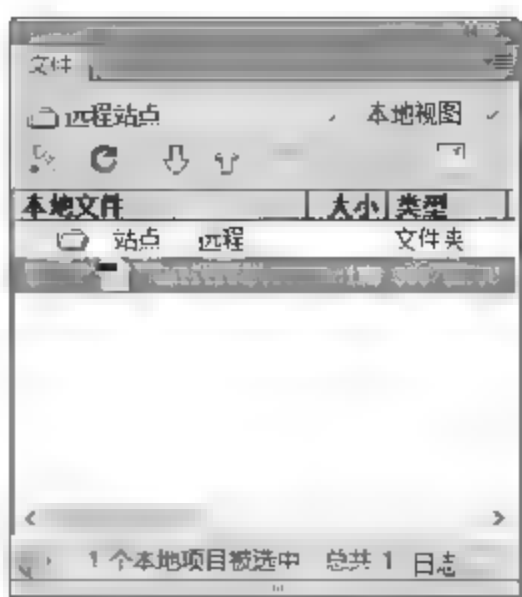 文件
远程站点 本地视图
本地文件 大小 类型
站点 远程 文件夹
1 个本地项目被选中 总共 1 日志